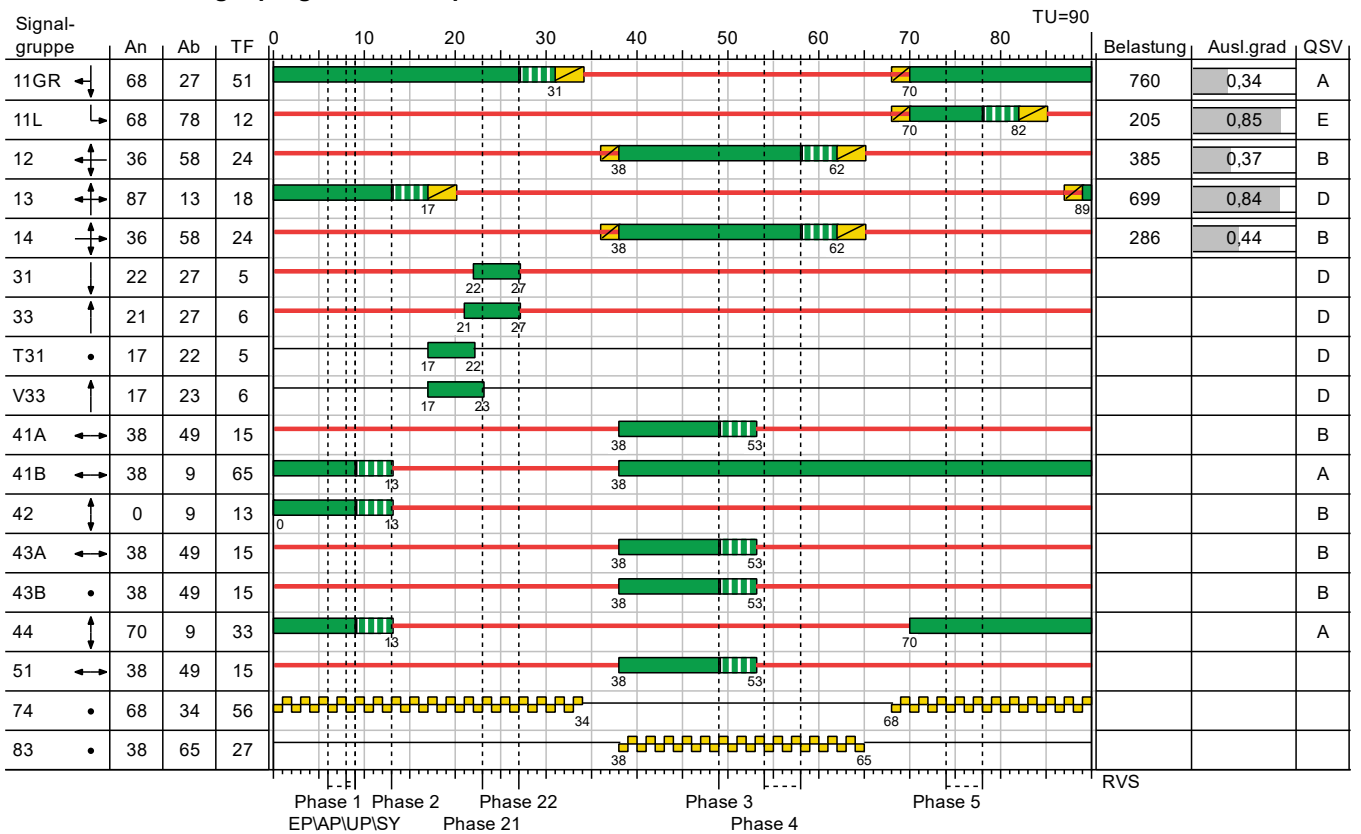 TU=90
Signal-
gruppe An Ab TF 0 10 20 30 40 50 60 70 80 Belastung Ausl.grad QSV
11GR 68 27 51 31 70 760 0,34 A
11L 68 78 12 70 82 205 0,85 E
12 36 58 24 38 62 385 0,37 B
13 87 13 18 17 89 699 0,84 D
14 36 58 24 38 62 286 0,44 B
31 22 27 5 22 27 D
33 21 27 6 21 27 D
T31 17 22 5 17 22 D
V33 17 23 6 17 23 D
41A 38 49 15 38 53 B
41B 38 9 65 13 38 A
42 0 9 13 0 13 B
43A 38 49 15 38 53 B
43B 38 49 15 38 53 B
44 70 9 33 13 70 A
51 38 49 15 38 53
74 68 34 56 34 68
83 38 65 27 38 65
RVS
Phase 1 Phase 2 Phase 22 Phase 3 Phase 5
EP\AP\UP\SY Phase 21 Phase 4